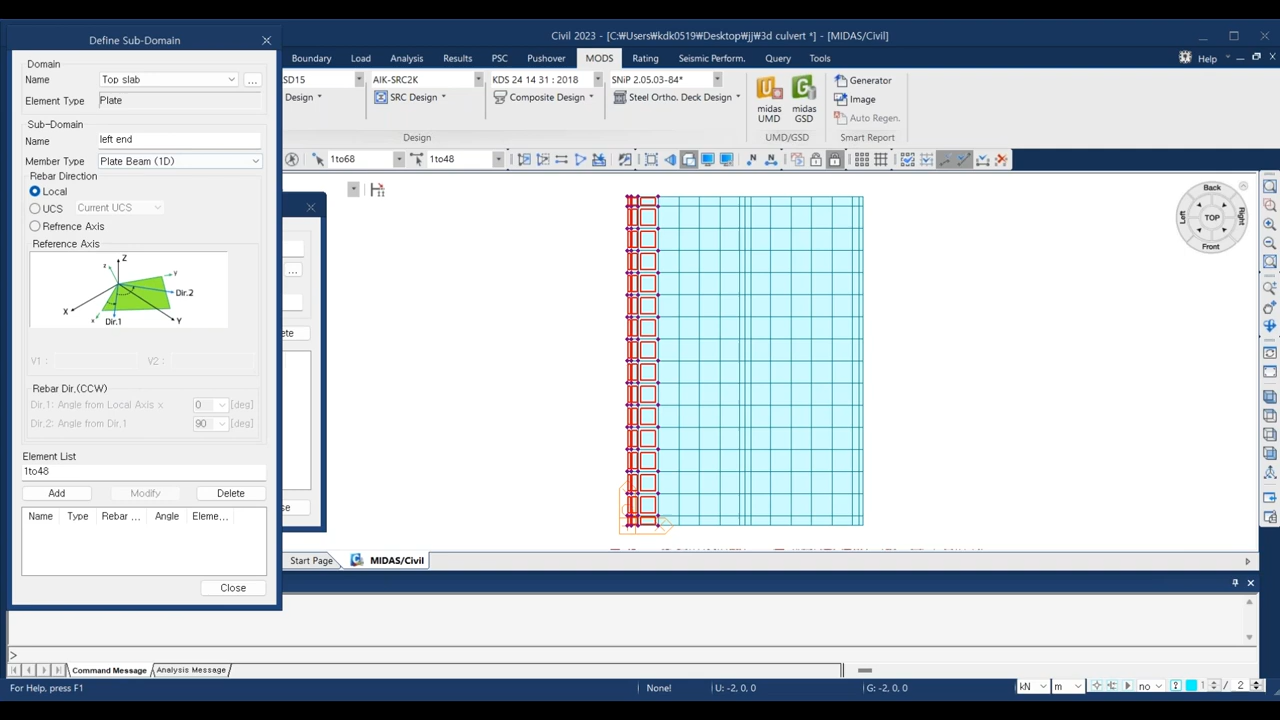 Civil 2023 - [C:₩Users₩kdk0519₩Desktop₩jj₩3d culvert *] - [MIDAS/Civil]
Define Sub-Domain
Boundary Load Analysis Results PSC Pushover MODS Rating Seismic Perform. Query Tools Help
Domain
Name Top slab ...
Element Type Plate
SD15 AIK-SRC2K KDS 24 14 31 : 2018 SNiP 2.05.03-84*
Design SRC Design Composite Design Steel Ortho. Deck Design
midas UMD
midas GSD
Generator
Image
Auto Regen.
Design UMD/GSD Smart Report
Sub-Domain
Name left end
Member Type Plate Beam (1D)
1to68 1to48
Rebar Direction
Local
UCS Current UCS
Refrence Axis
Reference Axis
Z
z
y
Dir.2
X
x
Dir.1
Y
V1 : V2 :
Rebar Dir.(CCW)
Dir.1: Angle from Local Axis x 0 [deg]
Dir.2: Angle from Dir.1 90 [deg]
Element List
1to48
Add Modify Delete
Name Type Rebar ... Angle Eleme...
Close
...
ete
se
Back
Left
TOP
Right
Front
Start Page MIDAS/Civil
>
Command Message Analysis Message
For Help, press F1 None! U: -2, 0, 0 G: -2, 0, 0 kN m no 1 / 2